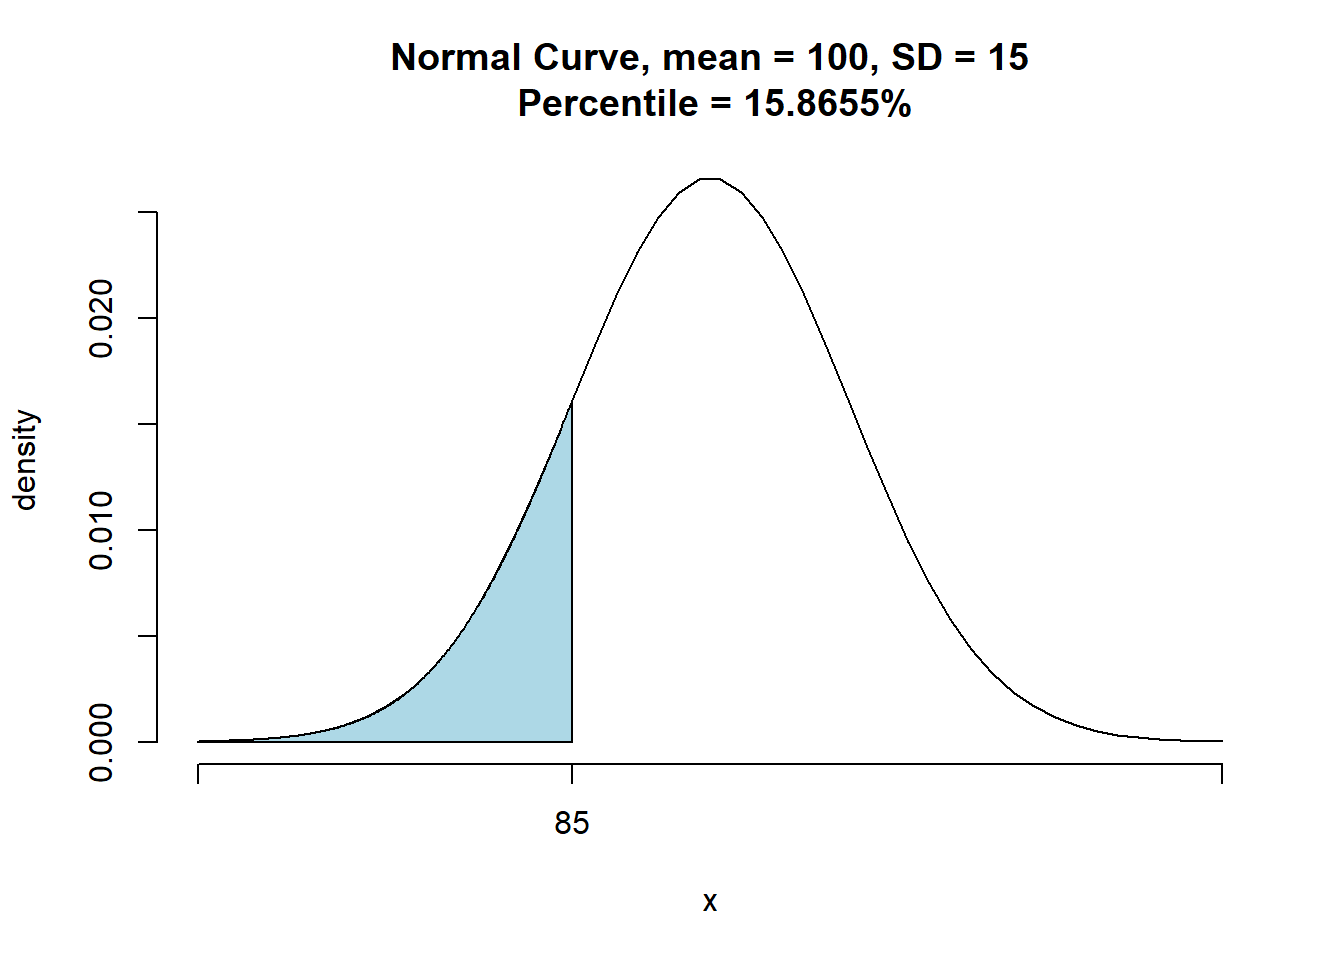 Normal Curve, mean = 100, SD = 15
Percentile = 15.8655%
density
0.020
0.010
0.000
85
x